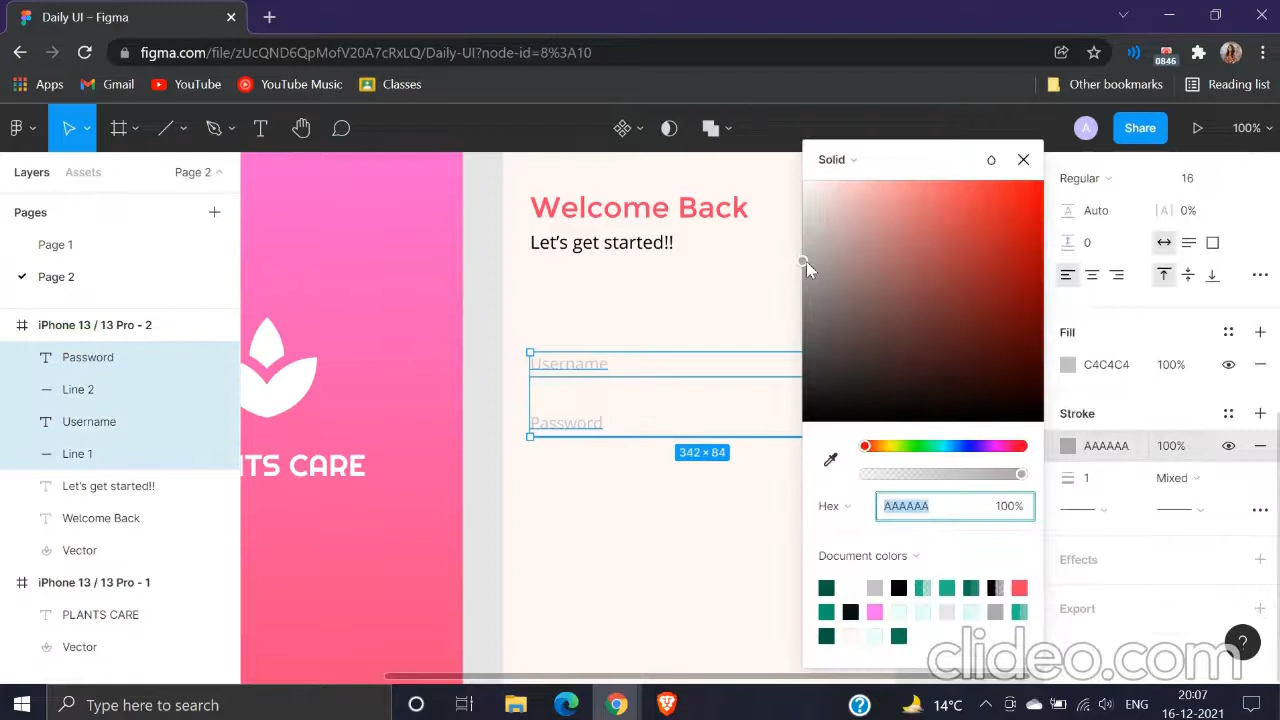 Daily UI – Figma
figma.com/file/zUcQND6QpMofV20A7cRxLQ/Daily-UI?node-id=8%3A10
0846
Apps
Gmail
YouTube
YouTube Music
Classes
Other bookmarks
Reading list
A
Share
100%
Layers
Assets
Page 2
Pages
Page 1
Page 2
iPhone 13 / 13 Pro - 2
Password
Line 2
Username
Line 1
Let's get started!!
Welcome Back
Vector
iPhone 13 / 13 Pro - 1
PLANTS CARE
Vector
NTS CARE
Welcome Back
Let's get started!!
Username
Password
342 × 84
Solid
Hex
AAAAAA
100%
Document colors
Regular
16
Auto
0%
0
Fill
C4C4C4
100%
Stroke
AAAAAA
100%
1
Mixed
Effects
Export
?
clideo.com
Type here to search
14°C
ENG
20:07
16-12-2021